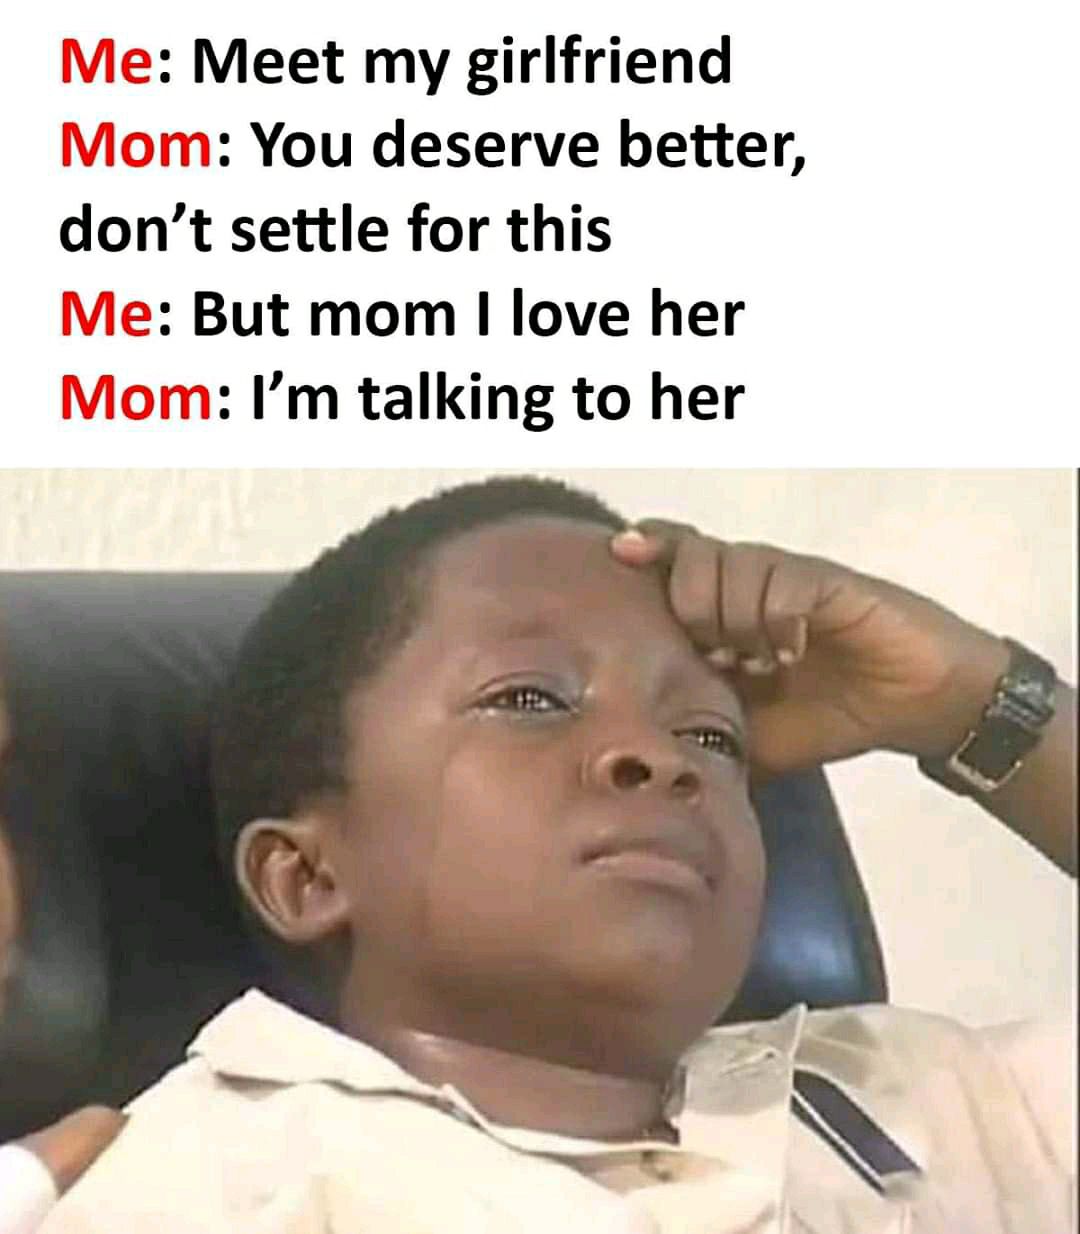 Me: Meet my girlfriend
Mom: You deserve better,
don’t settle for this
Me: But mom I love her
Mom: I’m talking to her